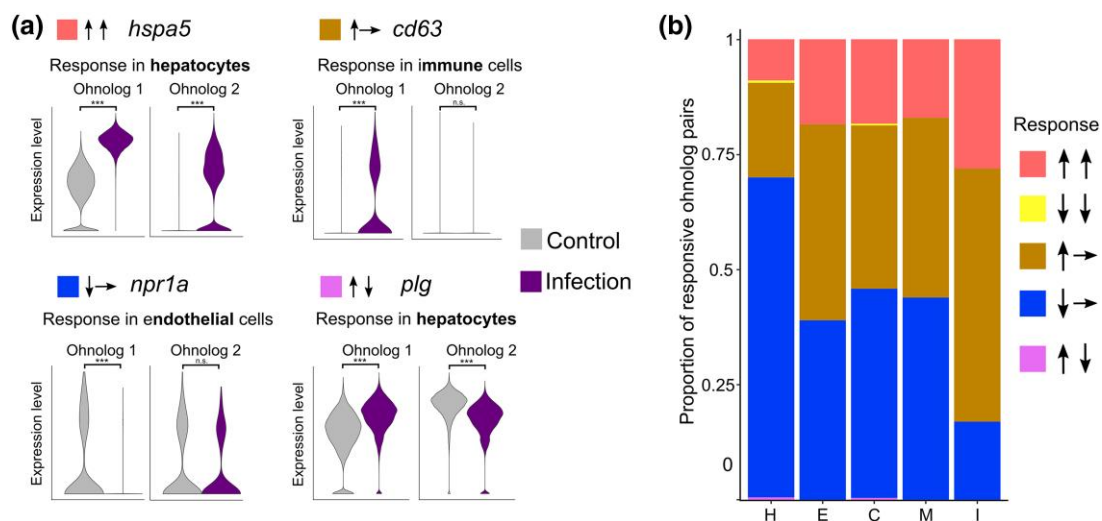 (a)
↑↑ hspa5
Response in hepatocytes
Ohnolog 1 Ohnolog 2
*** ***
Expression level
↑→ cd63
Response in immune cells
Ohnolog 1 Ohnolog 2
*** n.s.
Expression level
Control
Infection
↓→ npr1a
Response in endothelial cells
Ohnolog 1 Ohnolog 2
*** n.s.
Expression level
↑↓ plg
Response in hepatocytes
Ohnolog 1 Ohnolog 2
*** ***
Expression level
(b)
Proportion of responsive ohnolog pairs
1
0.75
0.5
0.25
0
H E C M I
Response
↑ ↑
↓ ↓
↑→
↓→
↑ ↓